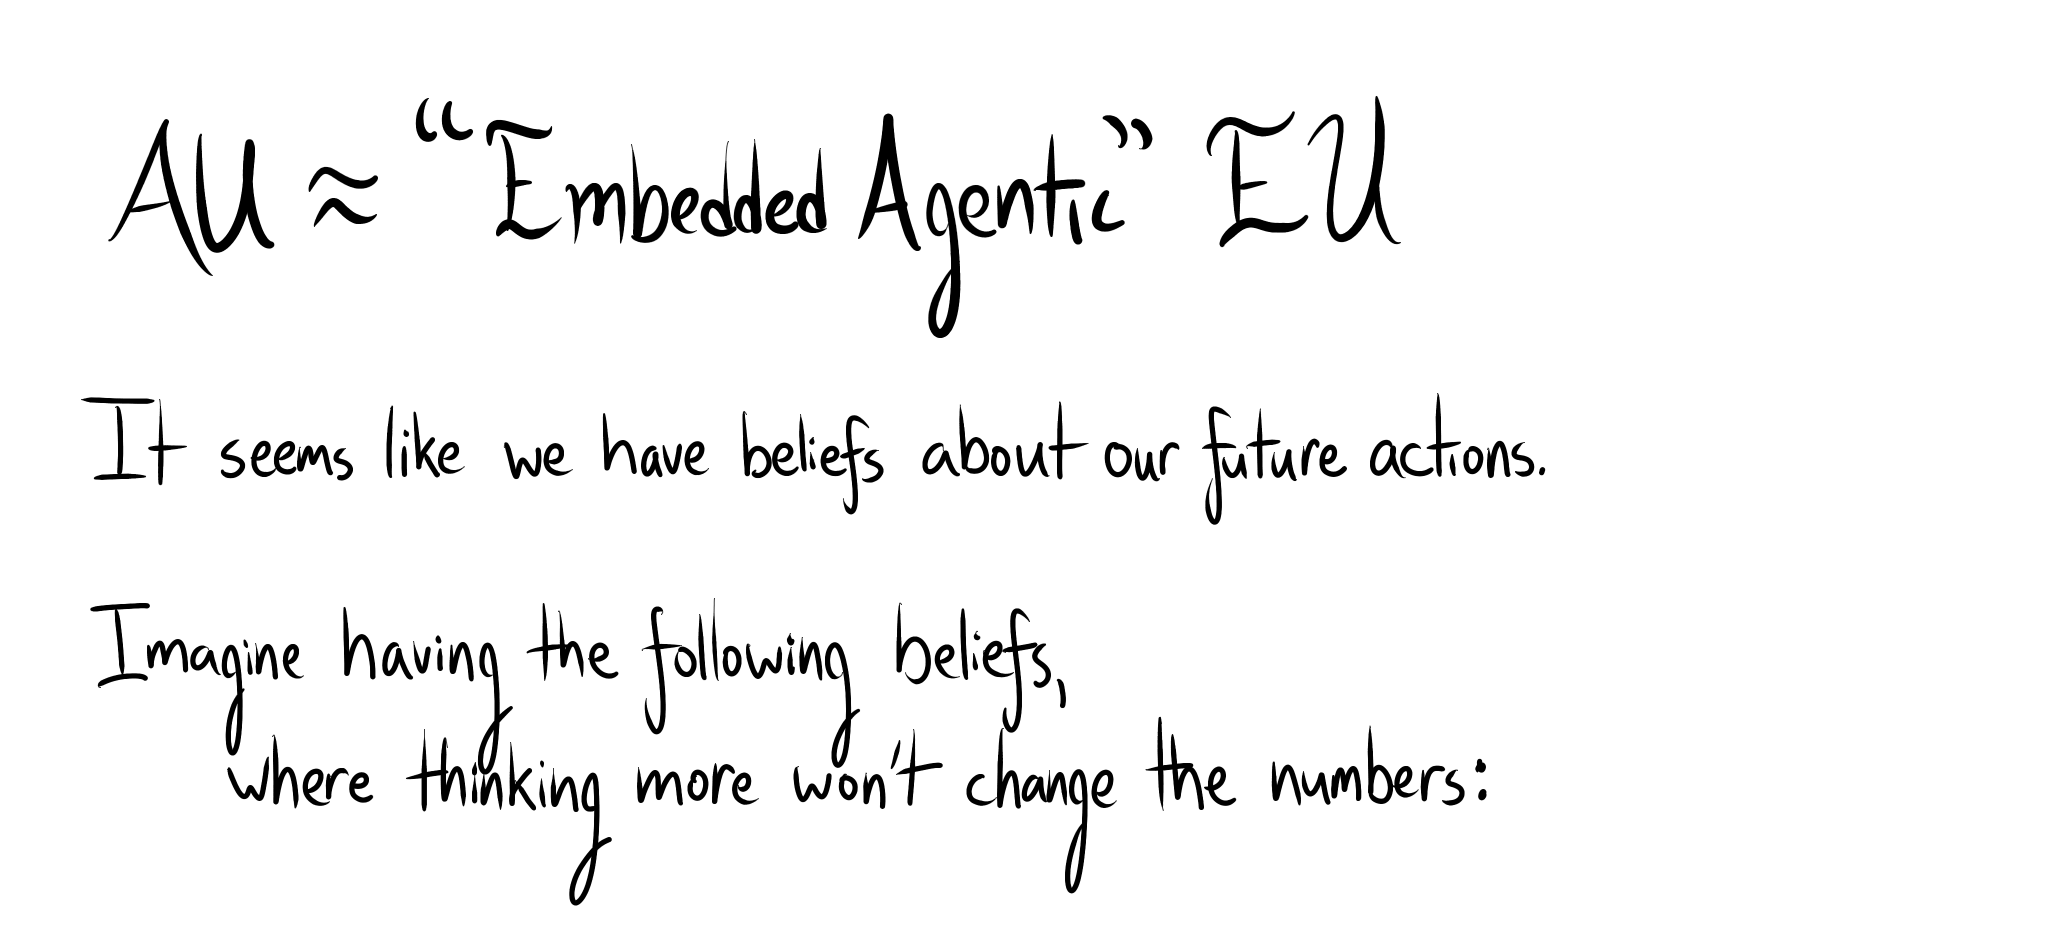 AU ≈ “Embedded Agentic” EU
It seems like we have beliefs about our future actions.
Imagine having the following beliefs,
where thinking more won't change the numbers: